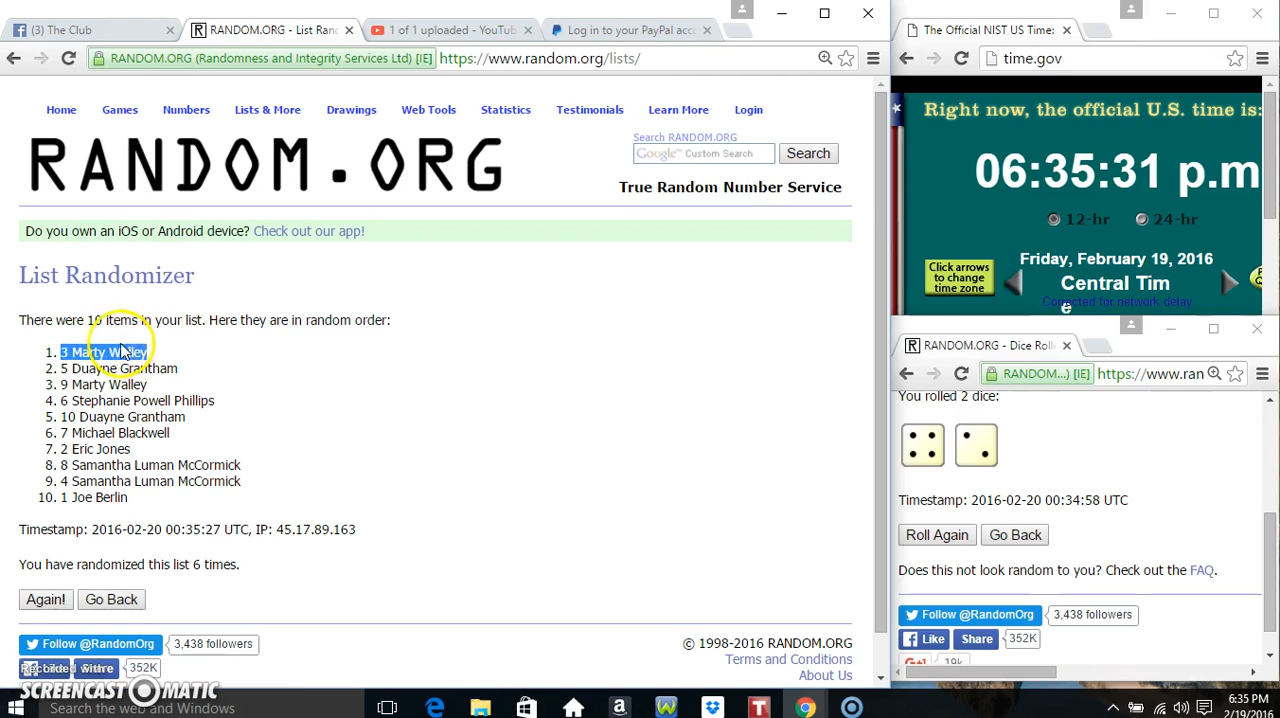 (3) The Club
RANDOM.ORG - List Ran
1 of 1 uploaded - YouTub
Log in to your PayPal acc
RANDOM.ORG (Randomness and Integrity Services Ltd) [IE] https://www.random.org/lists/
Home Games Numbers Lists & More Drawings Web Tools Statistics Testimonials Learn More Login
RANDOM.ORG
Search RANDOM.ORG
Google™ Custom Search Search
True Random Number Service
Do you own an iOS or Android device? Check out our app!
List Randomizer
There were 10 items in your list. Here they are in random order:
1. 3 Marty Walley
2. 5 Duayne Grantham
3. 9 Marty Walley
4. 6 Stephanie Powell Phillips
5. 10 Duayne Grantham
6. 7 Michael Blackwell
7. 2 Eric Jones
8. 8 Samantha Luman McCormick
9. 4 Samantha Luman McCormick
10. 1 Joe Berlin
Timestamp: 2016-02-20 00:35:27 UTC, IP: 45.17.89.163
You have randomized this list 6 times.
Again! Go Back
Follow @RandomOrg 3,438 followers
352K
© 1998-2016 RANDOM.ORG
Terms and Conditions
About Us
SCREENCAST-O-MATIC
Search the web and Windows
The Official NIST US Time:
time.gov
Right now, the official U.S. time is:
06:35:31 p.m
12-hr 24-hr
Click arrows
to change
time zone
Friday, February 19, 2016
Central Tim
e
Corrected for network delay
RANDOM.ORG - Dice Roll
RANDOM...) [IE] https://www.ran
You rolled 2 dice:
Timestamp: 2016-02-20 00:34:58 UTC
Roll Again Go Back
Does this not look random to you? Check out the FAQ.
Follow @RandomOrg 3,438 followers
Like Share 352K
19k
6:35 PM
2/19/2016